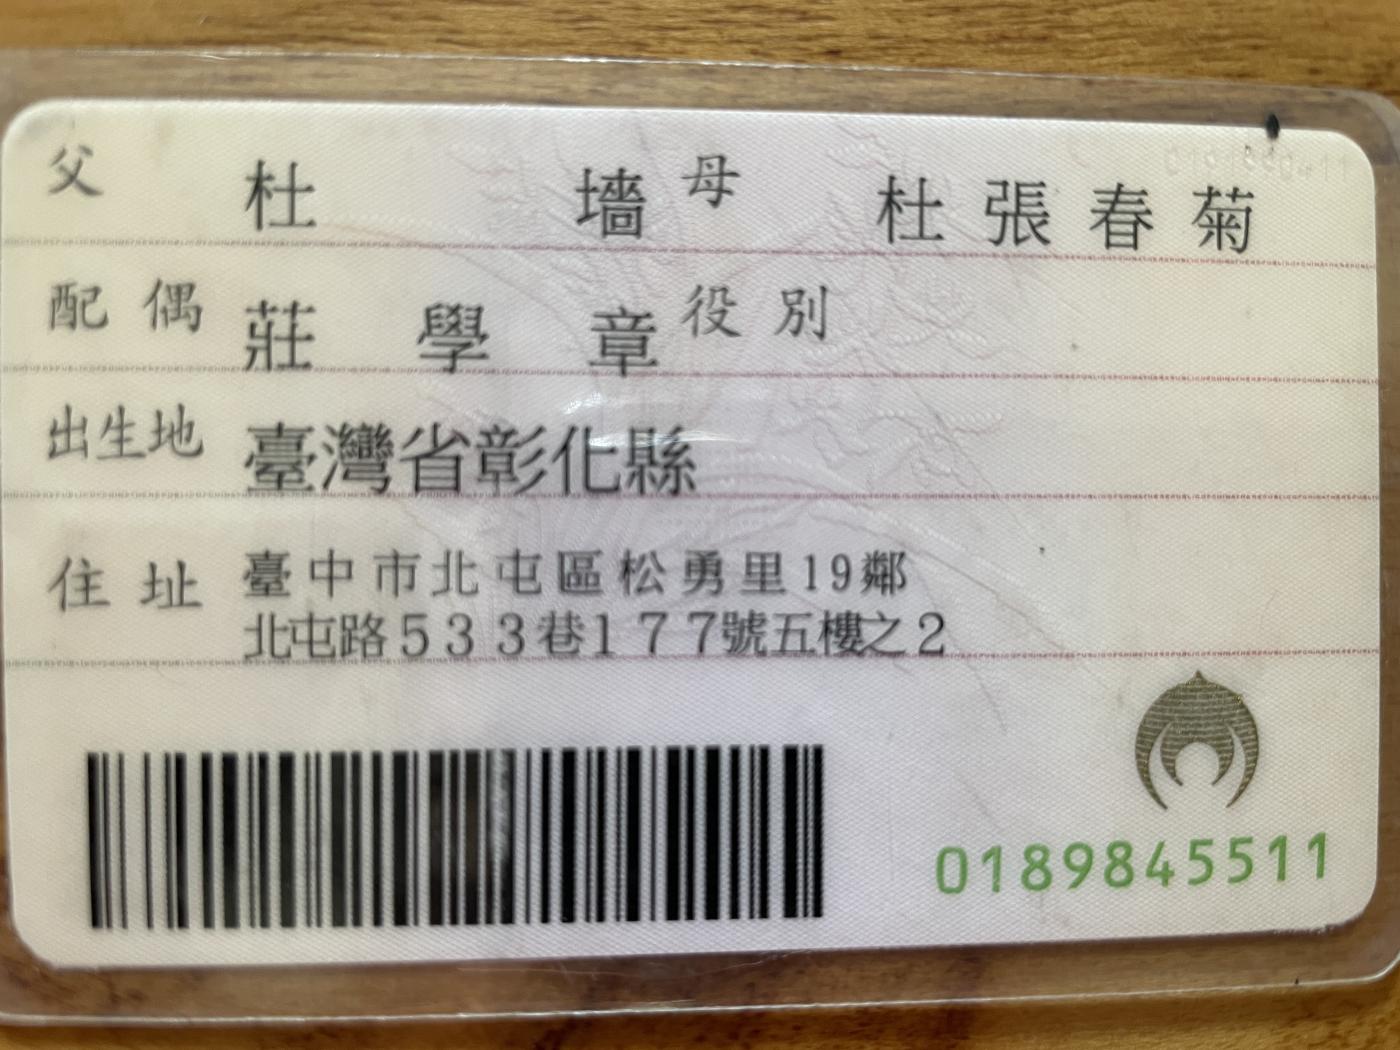 父 杜墻 母 杜張春菊
配偶 莊學章 役別
出生地 臺灣省彰化縣
住址 臺中市北屯區松勇里19鄰
北屯路533巷177號五樓之2
0189845511